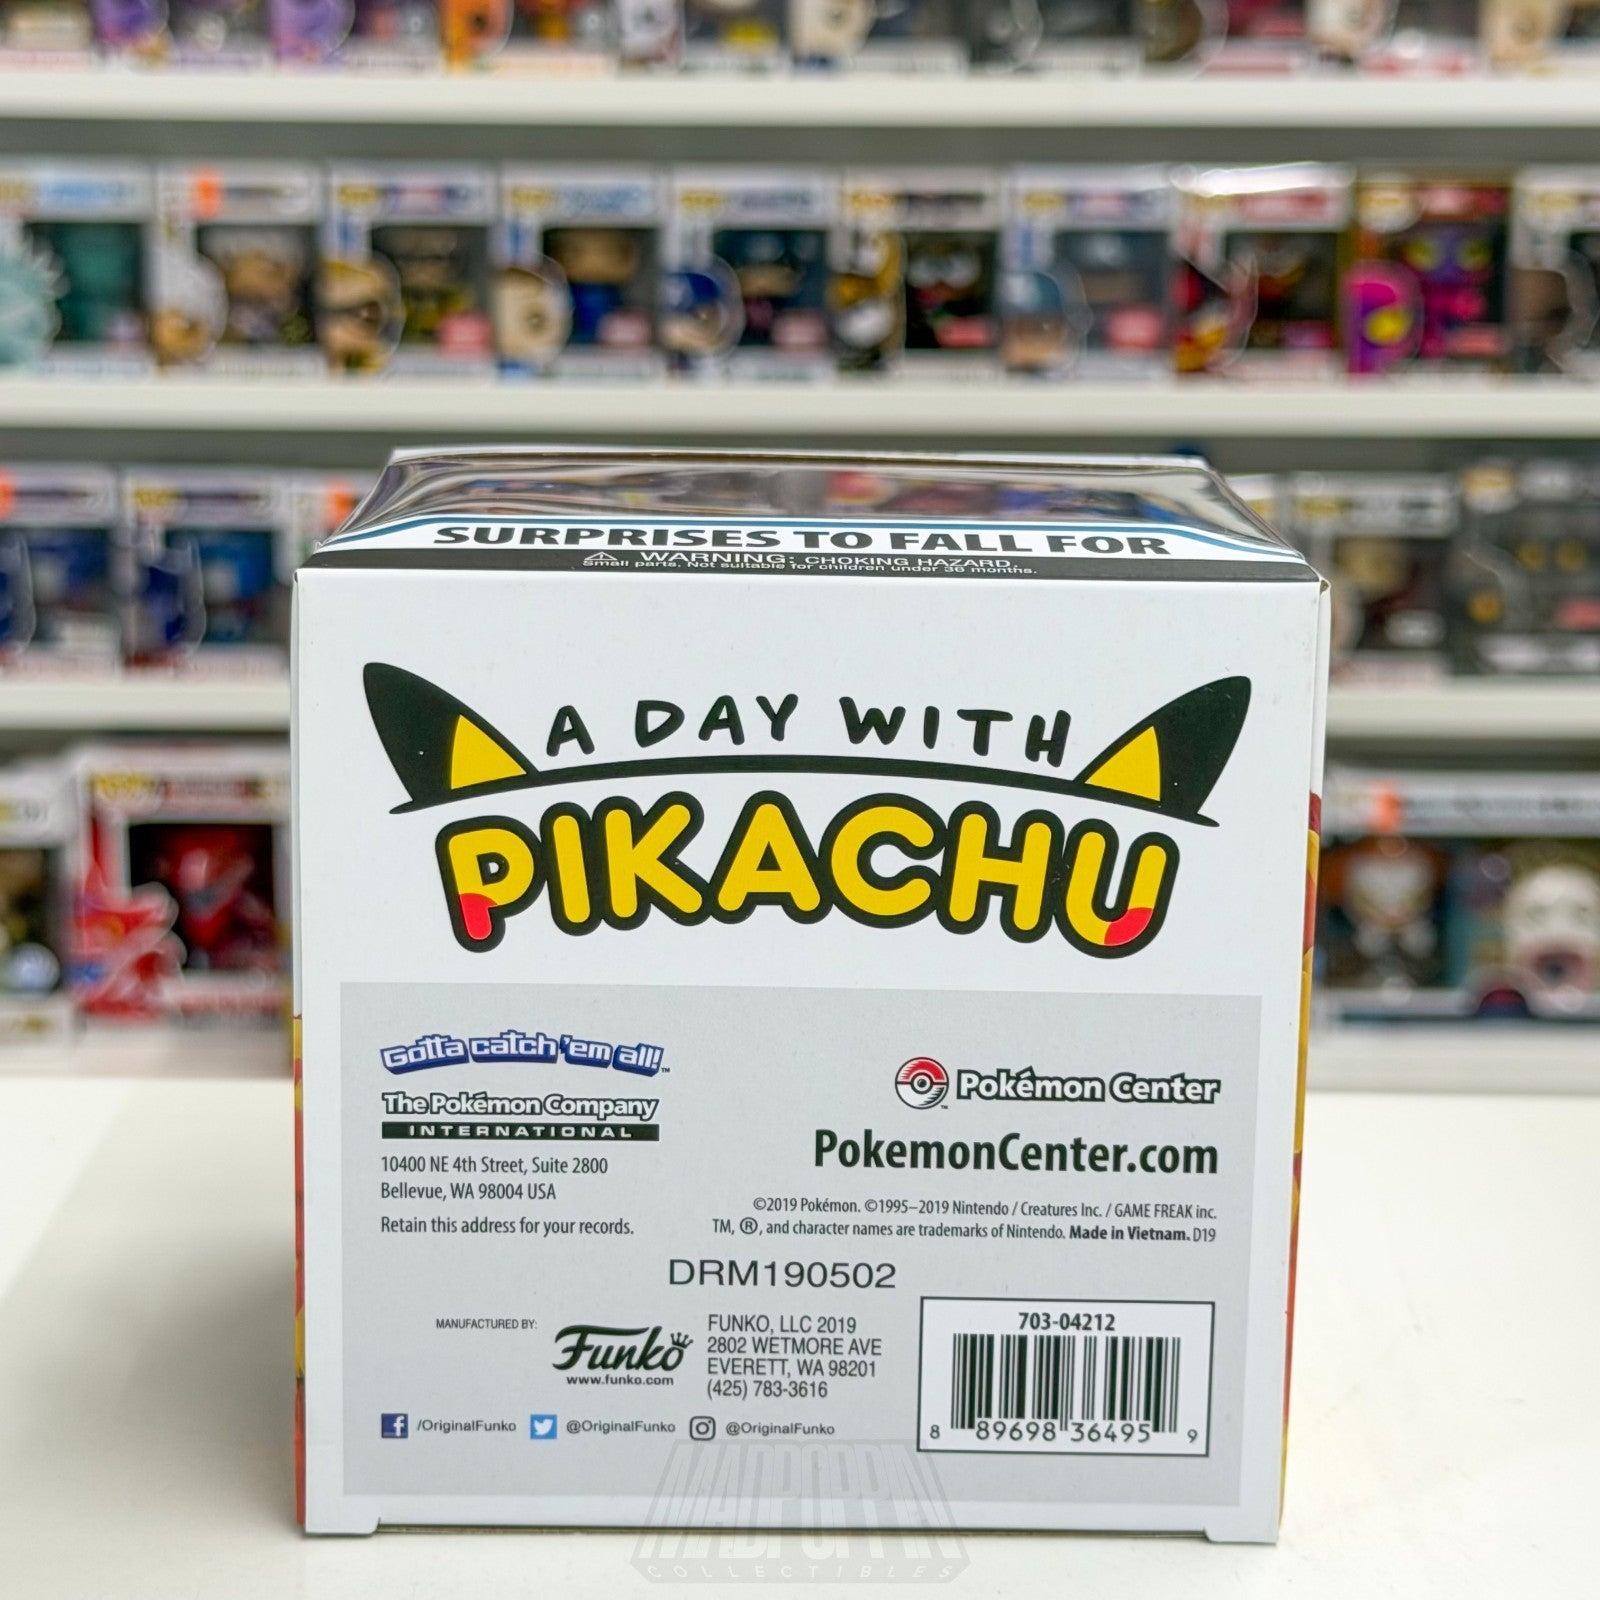 SURPRISES TO FALL FOR
WARNING: CHOKING HAZARD.
Small parts. Not suitable for children under 36 months.
A DAY WITH
PIKACHU
Gotta catch 'em all!™
The Pokémon Company
INTERNATIONAL
10400 NE 4th Street, Suite 2800
Bellevue, WA 98004 USA
Retain this address for your records.
Pokémon Center
PokemonCenter.com
©2019 Pokémon. ©1995–2019 Nintendo / Creatures Inc. / GAME FREAK inc.
TM, ®, and character names are trademarks of Nintendo. Made in Vietnam. D19
DRM190502
MANUFACTURED BY:
Funko
www.funko.com
FUNKO, LLC 2019
2802 WETMORE AVE
EVERETT, WA 98201
(425) 783-3616
/OriginalFunko @OriginalFunko @OriginalFunko
703-04212
8 89698 36495 9
MADPOPPIN
COLLECTIBLES